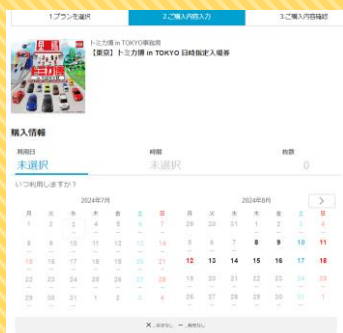 1.プランを選択
2.ご購入内容入力
3.ご購入内容確認
トミカ博 in TOKYO事務局
【東京】トミカ博 in TOKYO 日時指定入場券
早割
トミカ博
in TOKYO
購入情報
利用日
時間
枚数
未選択
未選択
0
いつ利用しますか？
2024年7月
2024年8月
月 火 水 木 金 土 日
月 火 水 木 金 土 日
1 2 3 4 5 6 7
29 30 31 1 2 3 4
8 9 10 11 12 13 14
5 6 7 8 9 10 11
15 16 17 18 19 20 21
12 13 14 15 16 17 18
22 23 24 25 26 27 28
19 20 21 22 23 24 25
29 30 31 1 2 3 4
26 27 28 29 30 31 1